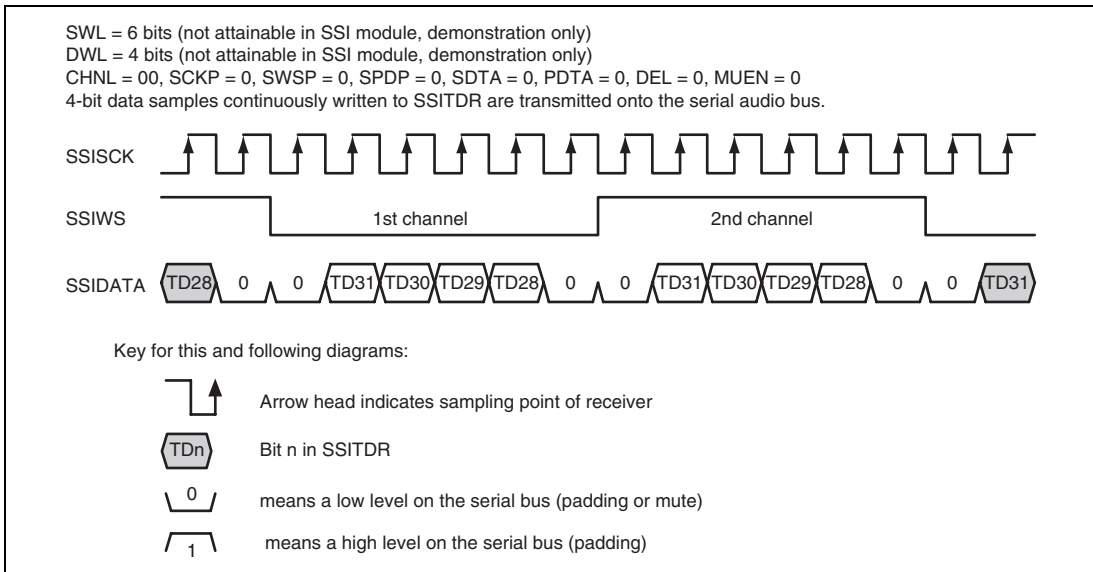 SWL = 6 bits (not attainable in SSI module, demonstration only)
DWL = 4 bits (not attainable in SSI module, demonstration only)
CHNL = 00, SCKP = 0, SWSP = 0, SPDP = 0, SDTA = 0, PDTA = 0, DEL = 0, MUEN = 0
4-bit data samples continuously written to SSITDR are transmitted onto the serial audio bus.
SSISCK
SSIWS 1st channel 2nd channel
SSIDATA TD28 0 0 TD31 TD30 TD29 TD28 0 0 TD31 TD30 TD29 TD28 0 0 TD31
Key for this and following diagrams:
Arrow head indicates sampling point of receiver
TDn Bit n in SSITDR
0 means a low level on the serial bus (padding or mute)
1 means a high level on the serial bus (padding)